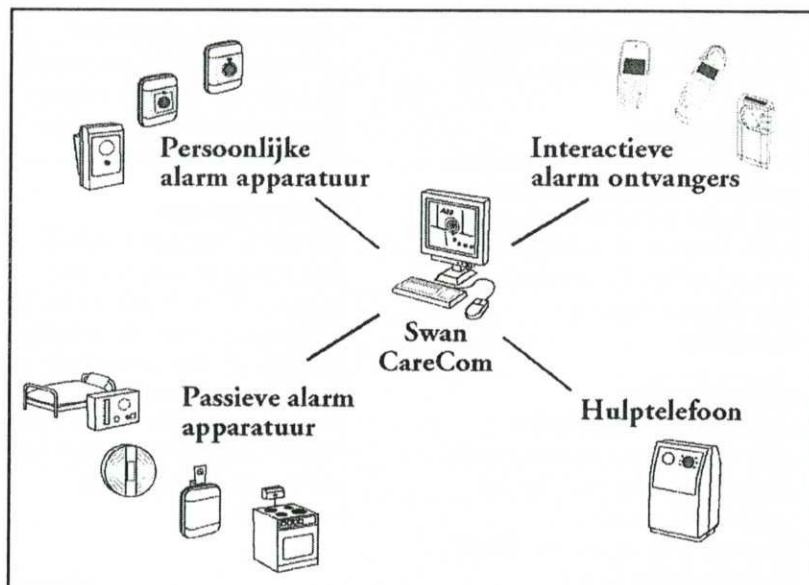 Persoonlijke
alarm apparatuur
Interactieve
alarm ontvangers
Swan
CareCom
Passieve alarm
apparatuur
Hulptelefoon